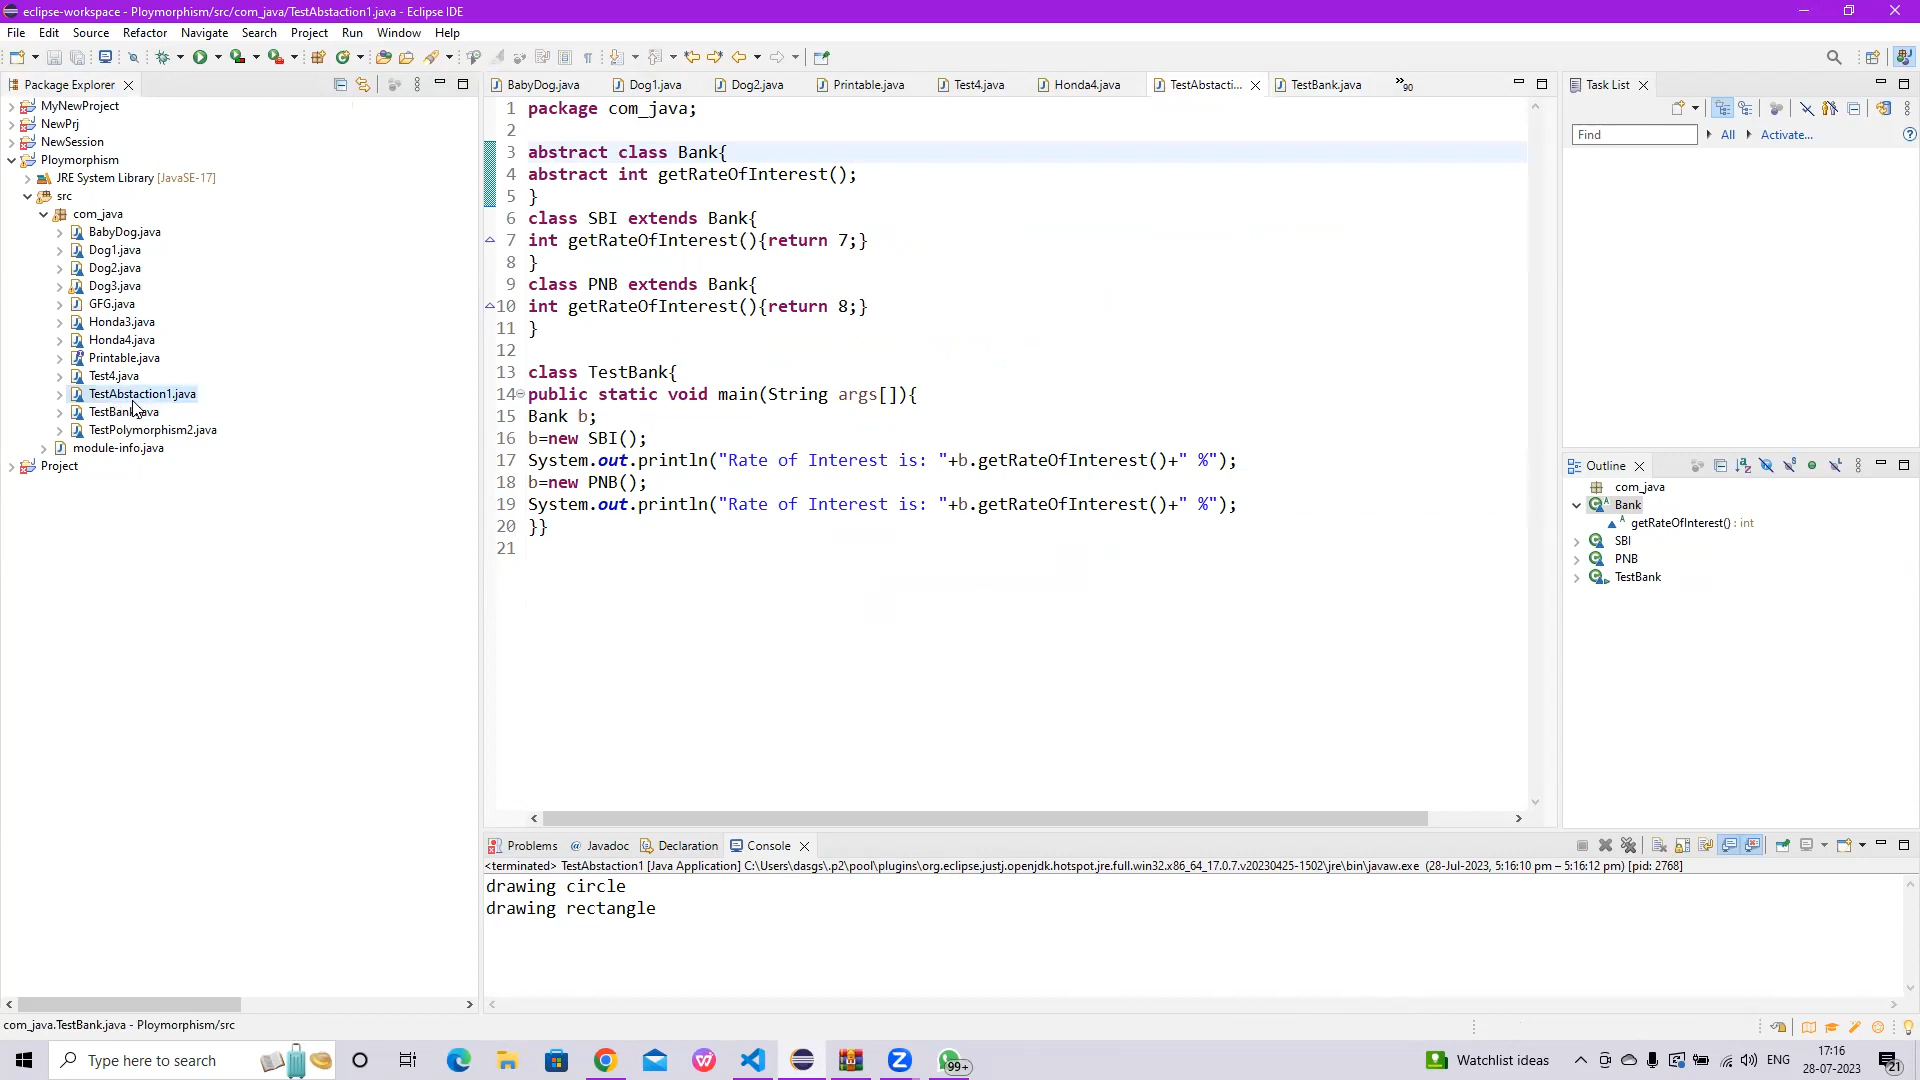 eclipse-workspace - Ploymorphism/src/com_java/TestAbstaction1.java - Eclipse IDE
File Edit Source Refactor Navigate Search Project Run Window Help
Package Explorer
MyNewProject
NewPrj
NewSession
Ploymorphism
JRE System Library [JavaSE-17]
src
com_java
BabyDog.java
Dog1.java
Dog2.java
Dog3.java
GFG.java
Honda3.java
Honda4.java
Printable.java
Test4.java
TestAbstaction1.java
TestBank.java
TestPolymorphism2.java
module-info.java
Project
BabyDog.java Dog1.java Dog2.java Printable.java Test4.java Honda4.java TestAbstacti... TestBank.java 90
1 package com_java;
2
3 abstract class Bank{
4 abstract int getRateOfInterest();
5 }
6 class SBI extends Bank{
7 int getRateOfInterest(){return 7;}
8 }
9 class PNB extends Bank{
10 int getRateOfInterest(){return 8;}
11 }
12
13 class TestBank{
14 public static void main(String args[]){
15 Bank b;
16 b=new SBI();
17 System.out.println("Rate of Interest is: "+b.getRateOfInterest()+" %");
18 b=new PNB();
19 System.out.println("Rate of Interest is: "+b.getRateOfInterest()+" %");
20 }}
21
Task List
Find All Activate...
Outline
com_java
Bank
getRateOfInterest() : int
SBI
PNB
TestBank
Problems @ Javadoc Declaration Console
<terminated> TestAbstaction1 [Java Application] C:\Users\dasgs\.p2\pool\plugins\org.eclipse.justj.openjdk.hotspot.jre.full.win32.x86_64_17.0.7.v20230425-1502\jre\bin\javaw.exe (28-Jul-2023, 5:16:10 pm – 5:16:12 pm) [pid: 2768]
drawing circle
drawing rectangle
com_java.TestBank.java - Ploymorphism/src
Type here to search
99+
Watchlist ideas
ENG
17:16
28-07-2023
21